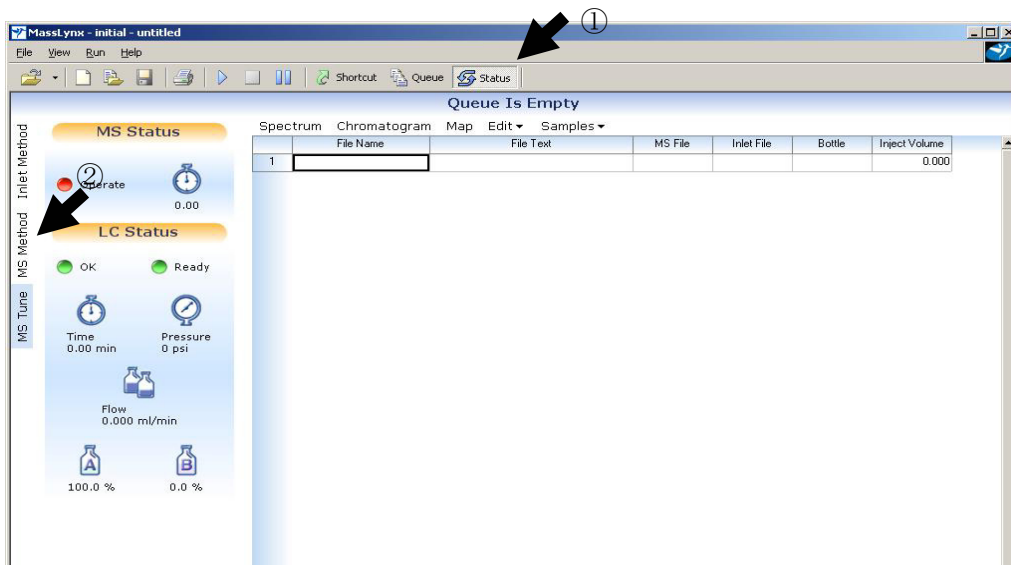 ①
MassLynx - initial - untitled
File View Run Help
Shortcut Queue Status
Queue Is Empty
Inlet Method
MS Method
MS Tune
MS Status
②
Operate
0.00
LC Status
OK Ready
Time Pressure
0.00 min 0 psi
Flow
0.000 ml/min
A B
100.0 % 0.0 %
Spectrum Chromatogram Map Edit Samples
File Name File Text MS File Inlet File Bottle Inject Volume
1 0.000